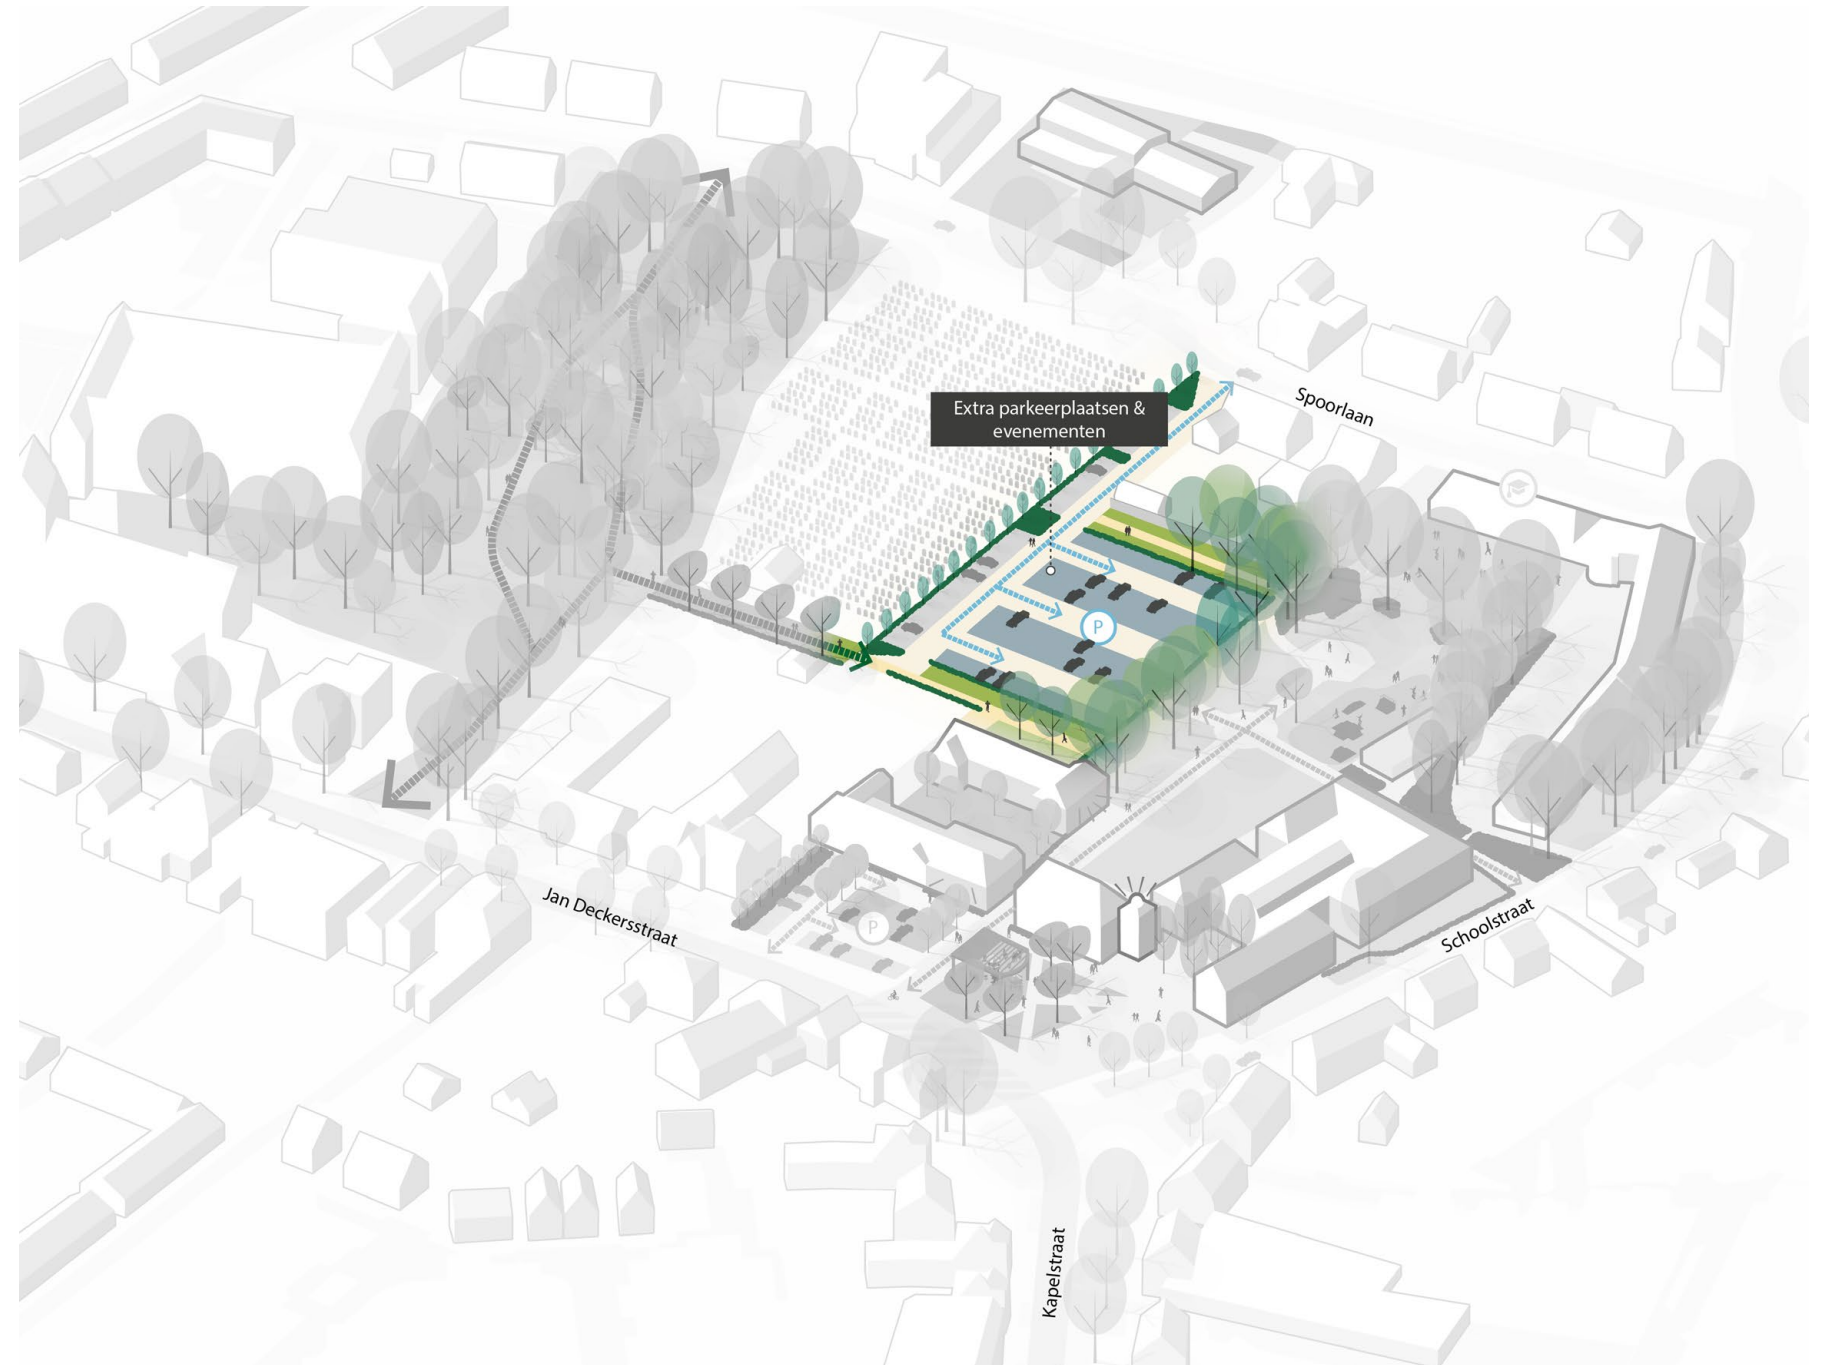 Spoorlaan
Extra parkeerplaatsen &
evenementen
P
Jan Deckersstraat
P
Schoolstraat
Kapelstraat